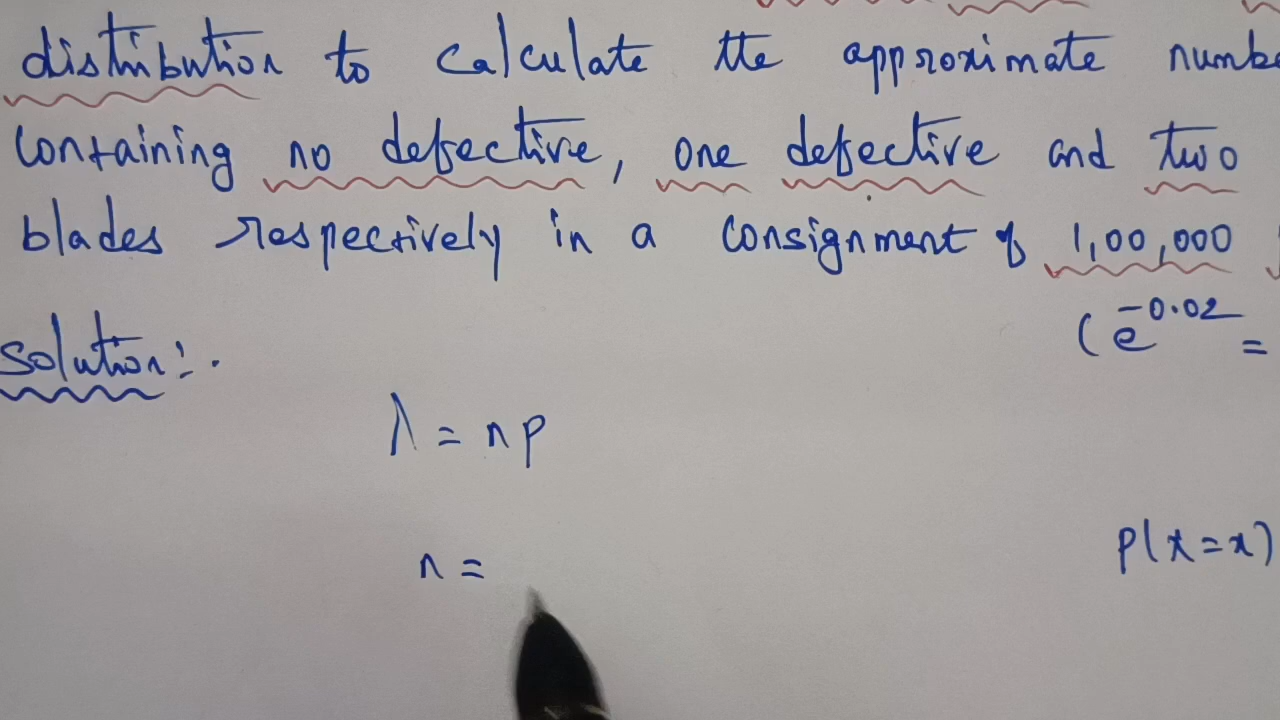 distribution to calculate the approximate numbe
containing no defective, one defective and two
blades respectively in a consignment of 1,00,000
(e^-0.02 =
Solution:.
λ = np
n =
P(x=x)